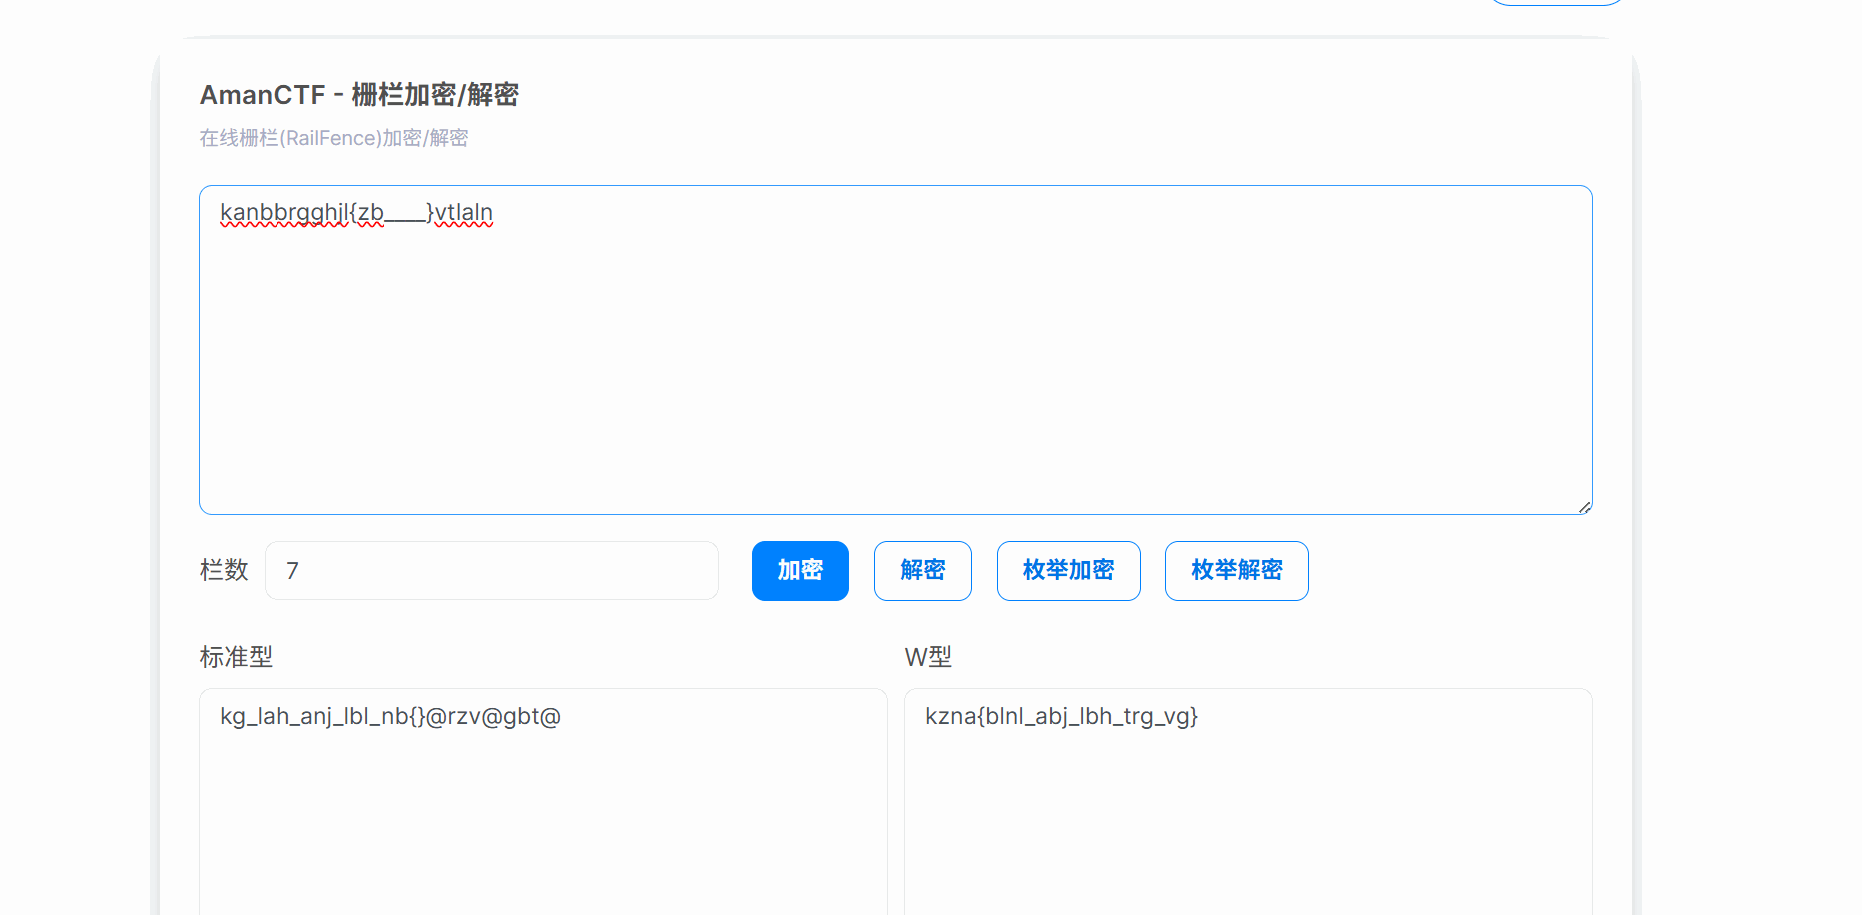 AmanCTF - 栅栏加密/解密
在线栅栏(RailFence)加密/解密
kanbbrgghjl{zb____}vtlaln
栏数 7 加密 解密 枚举加密 枚举解密
标准型 W型
kg_lah_anj_lbl_nb{}@rzv@gbt@ kzna{blnl_abj_lbh_trg_vg}